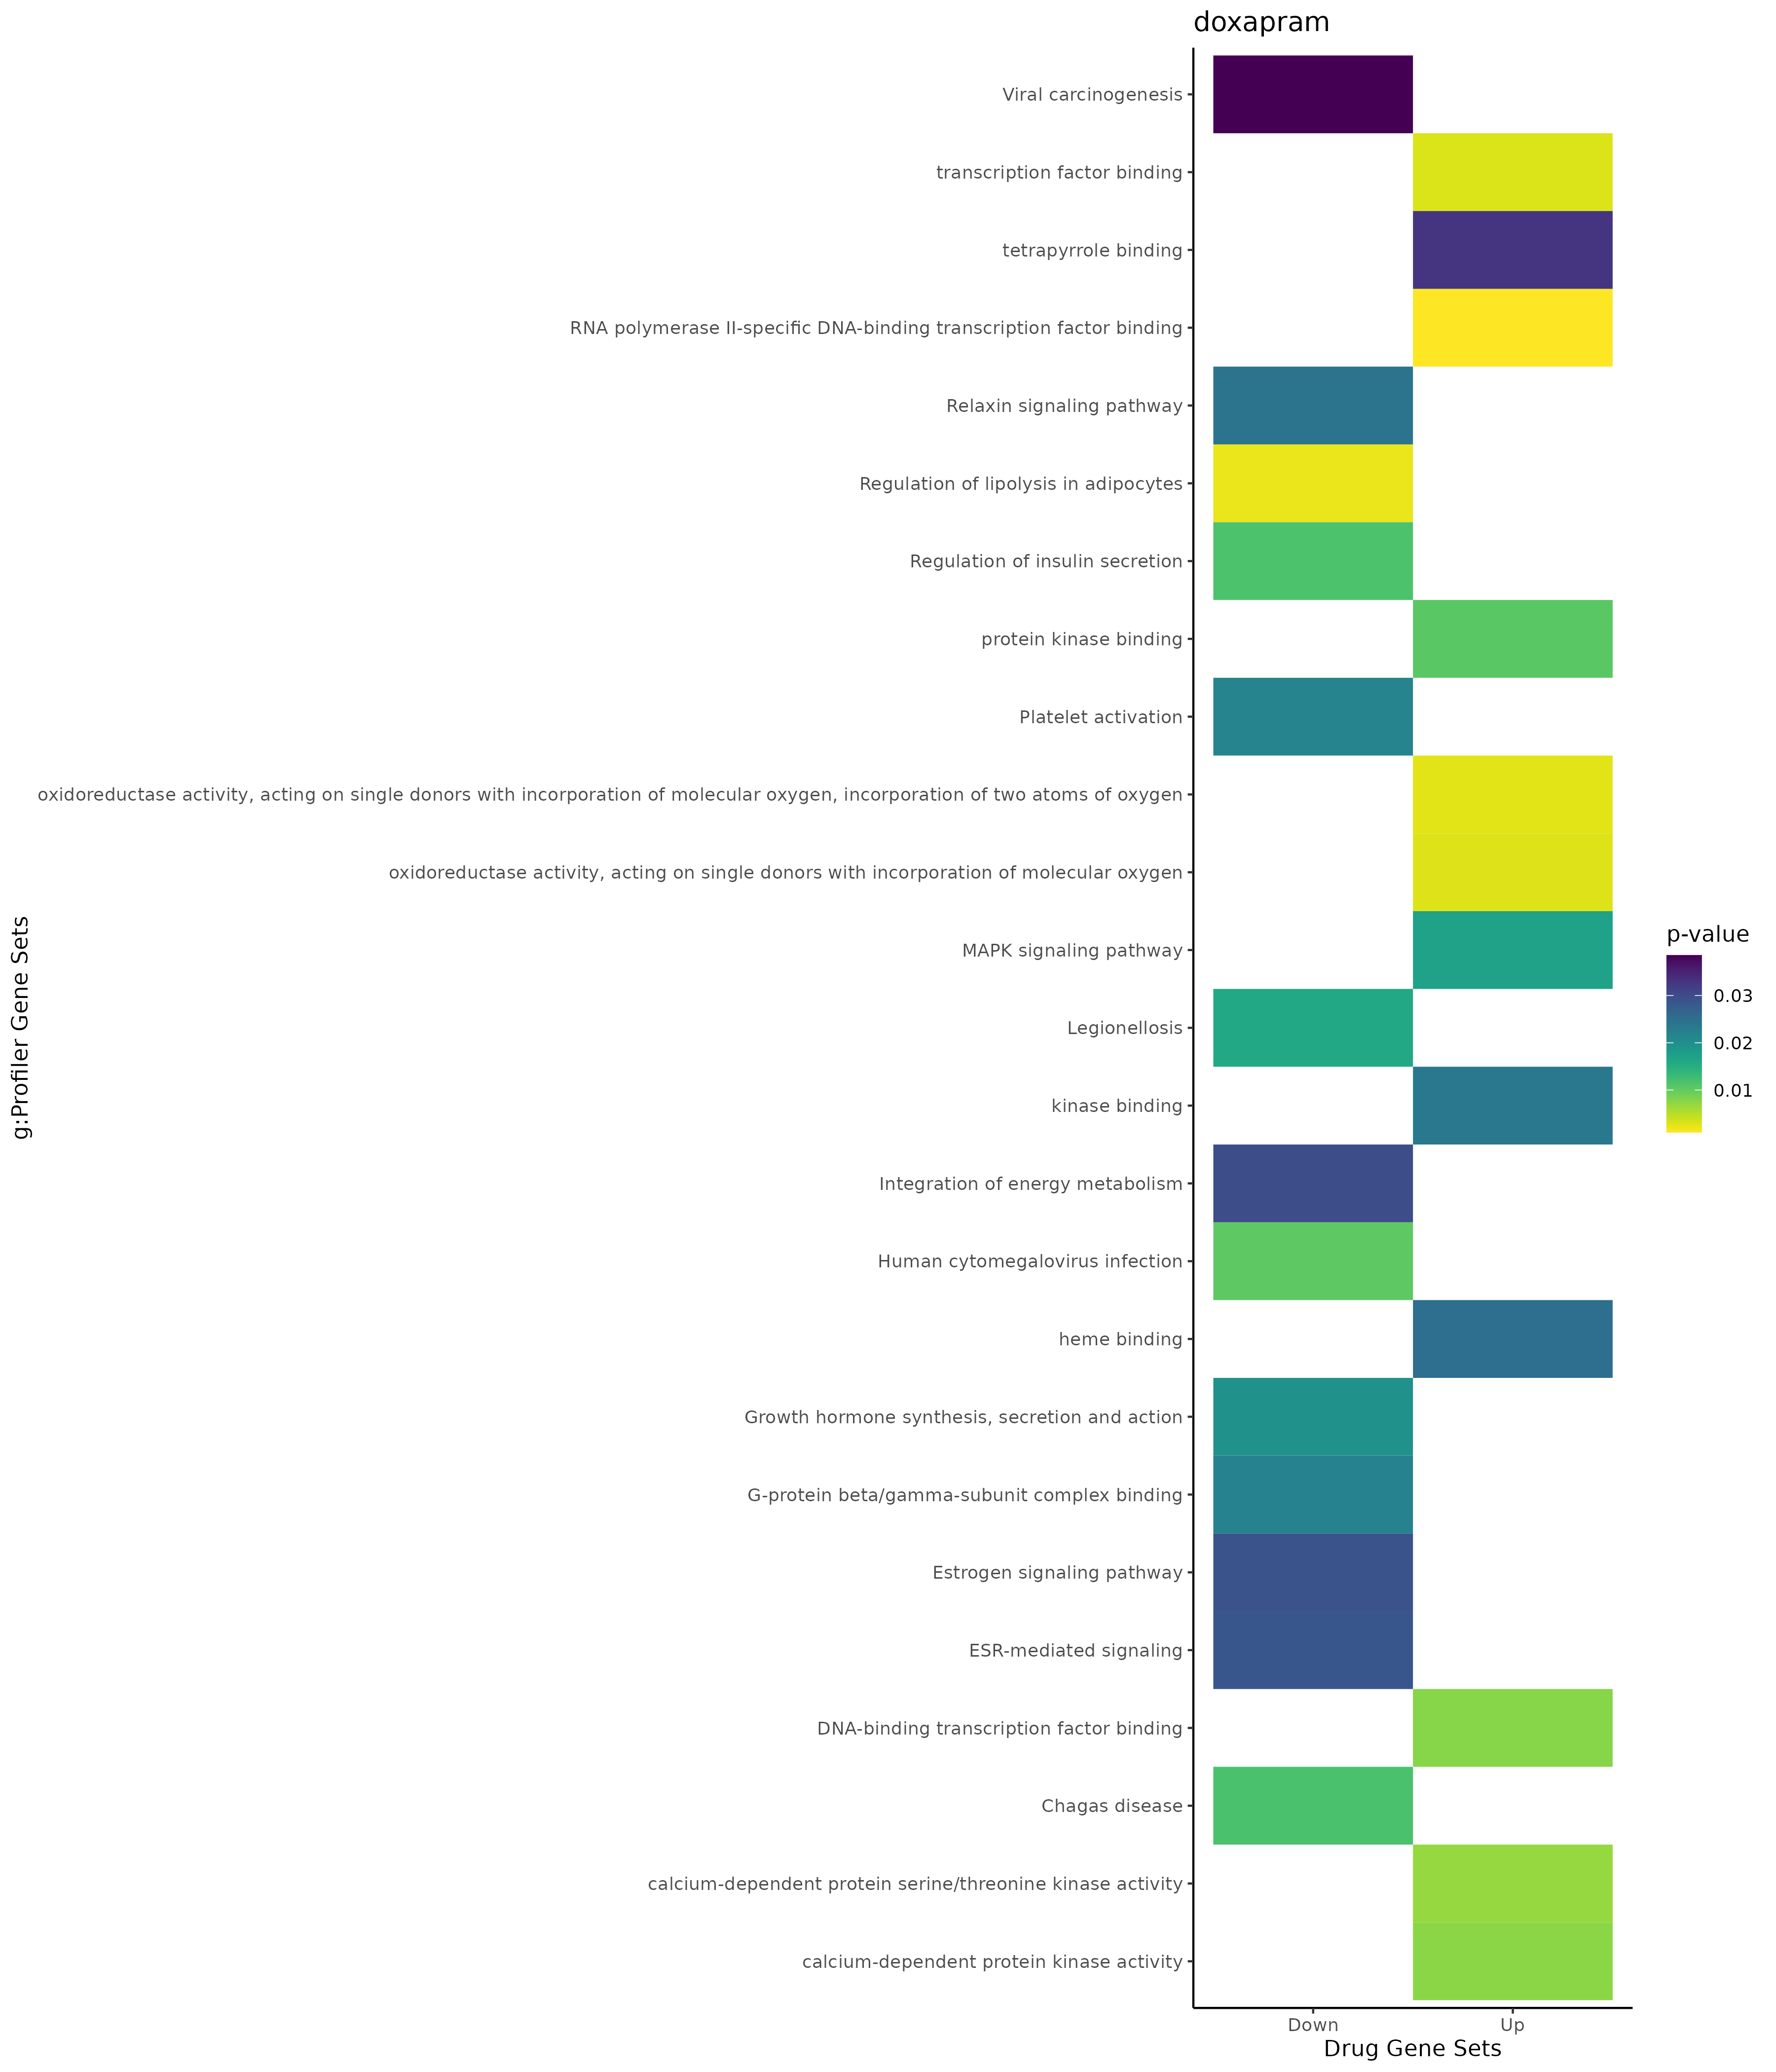 doxapram
Viral carcinogenesis
transcription factor binding
tetrapyrrole binding
RNA polymerase II-specific DNA-binding transcription factor binding
Relaxin signaling pathway
Regulation of lipolysis in adipocytes
Regulation of insulin secretion
protein kinase binding
Platelet activation
oxidoreductase activity, acting on single donors with incorporation of molecular oxygen, incorporation of two atoms of oxygen
oxidoreductase activity, acting on single donors with incorporation of molecular oxygen
MAPK signaling pathway
Legionellosis
kinase binding
Integration of energy metabolism
Human cytomegalovirus infection
heme binding
Growth hormone synthesis, secretion and action
G-protein beta/gamma-subunit complex binding
Estrogen signaling pathway
ESR-mediated signaling
DNA-binding transcription factor binding
Chagas disease
calcium-dependent protein serine/threonine kinase activity
calcium-dependent protein kinase activity
g:Profiler Gene Sets
Down Up
Drug Gene Sets
p-value
0.03
0.02
0.01